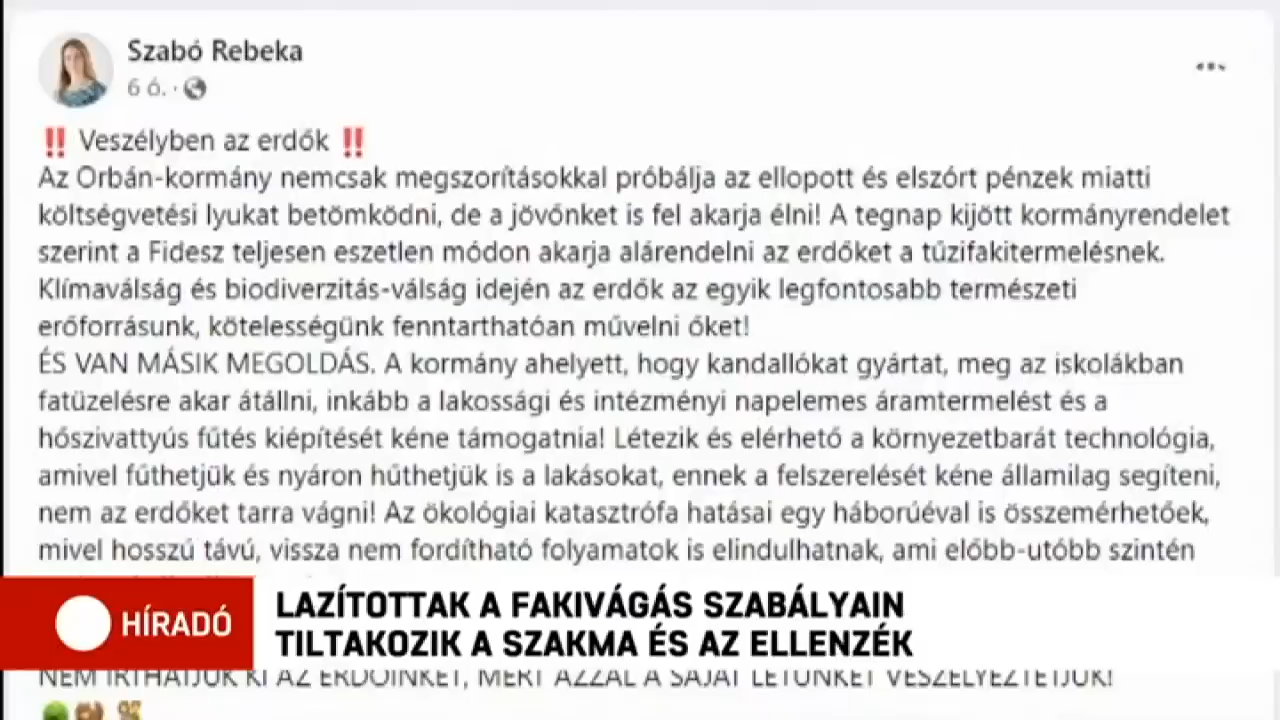 Szabó Rebeka
6 ó. ·
‼ Veszélyben az erdők ‼
Az Orbán-kormány nemcsak megszorításokkal próbálja az ellopott és elszórt pénzek miatti
költségvetési lyukat betömködni, de a jövőnket is fel akarja élni! A tegnap kijött kormányrendelet
szerint a Fidesz teljesen eszetlen módon akarja alárendelni az erdőket a tűzifakitermelésnek.
Klímaválság és biodiverzitás-válság idején az erdők az egyik legfontosabb természeti
erőforrásunk, kötelességünk fenntarthatóan művelni őket!
ÉS VAN MÁSIK MEGOLDÁS. A kormány ahelyett, hogy kandallókat gyártat, meg az iskolákban
fatüzelésre akar átállni, inkább a lakossági és intézményi napelemes áramtermelést és a
hőszivattyús fűtés kiépítését kéne támogatnia! Létezik és elérhető a környezetbarát technológia,
amivel fűthetjük és nyáron hűthetjük is a lakásokat, ennek a felszerelését kéne államilag segíteni,
nem az erdőket tarra vágni! Az ökológiai katasztrófa hatásai egy háborúéval is összemérhetőek,
mivel hosszú távú, vissza nem fordítható folyamatok is elindulhatnak, ami előbb-utóbb szintén
HÍRADÓ
LAZÍTOTTAK A FAKIVÁGÁS SZABÁLYAIN
TILTAKOZIK A SZAKMA ÉS AZ ELLENZÉK
NEM IRTHATJUK KI AZ ERDŐINKET, MERT AZZAL A SAJÁT LÉTÜNKET VESZÉLYEZTETJÜK!